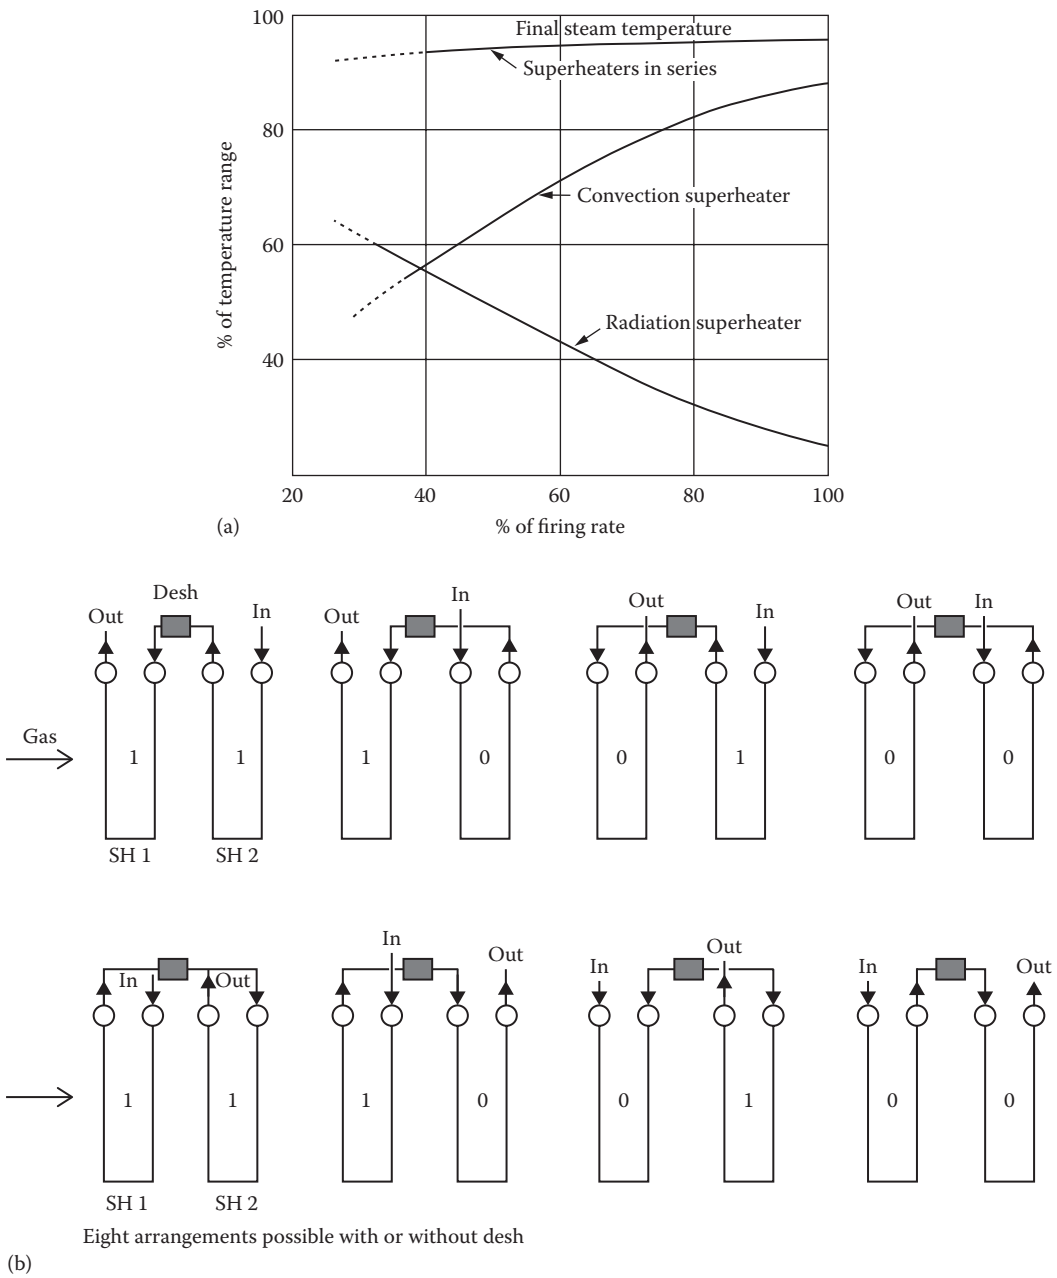 100
Final steam temperature
Superheaters in series
80
Convection superheater
60
Radiation superheater
40
% of temperature range
20 40 60 80 100
(a) % of firing rate
Desh
Out In Out In Out In Out In
Gas
1 1 1 0 0 1 0 0
SH 1 SH 2
In Out In Out In Out In Out
1 1 1 0 0 1 0 0
SH 1 SH 2
Eight arrangements possible with or without desh
(b)